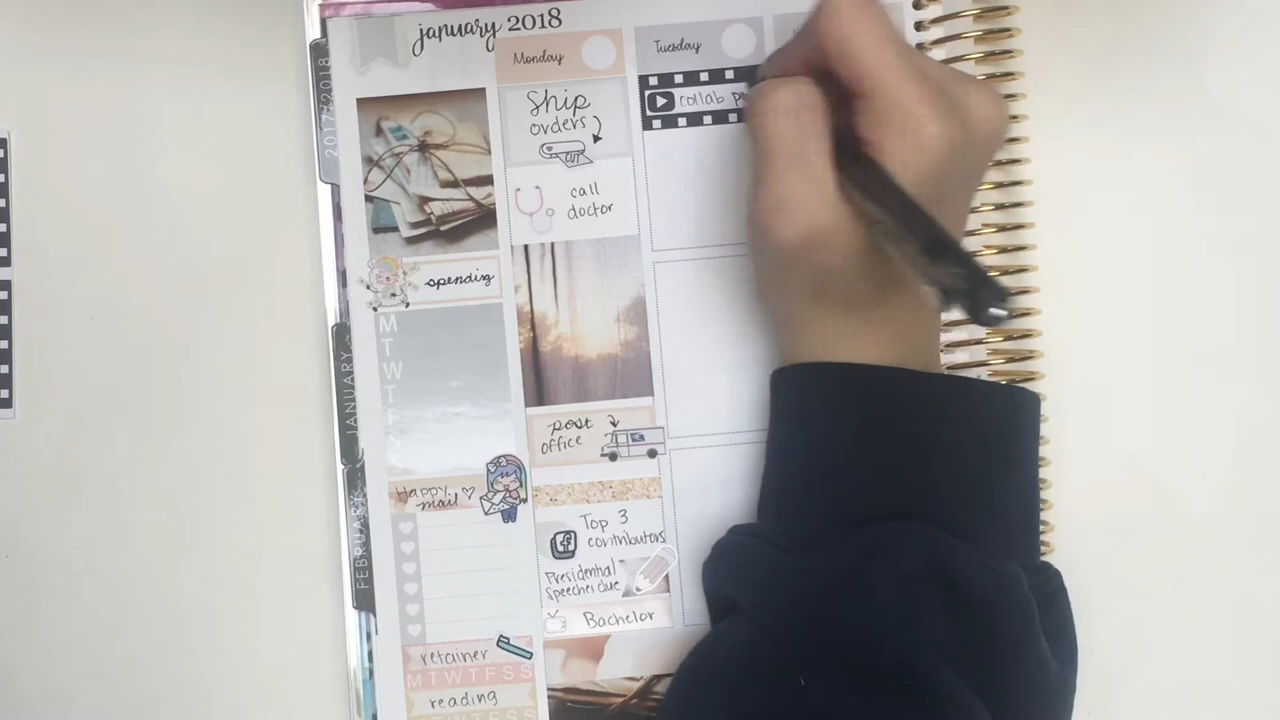 january 2018
2017/2018
JANUARY
FEBRUARY
spending
M
T
W
T
F
S
Happy
mail
retainer
MTWTFSS
reading
MTWTFSS
Monday
Ship
orders
CUT
call
doctor
post
office
Top 3
contributors
Presidential
speeches due
Bachelor
Tuesday
collab